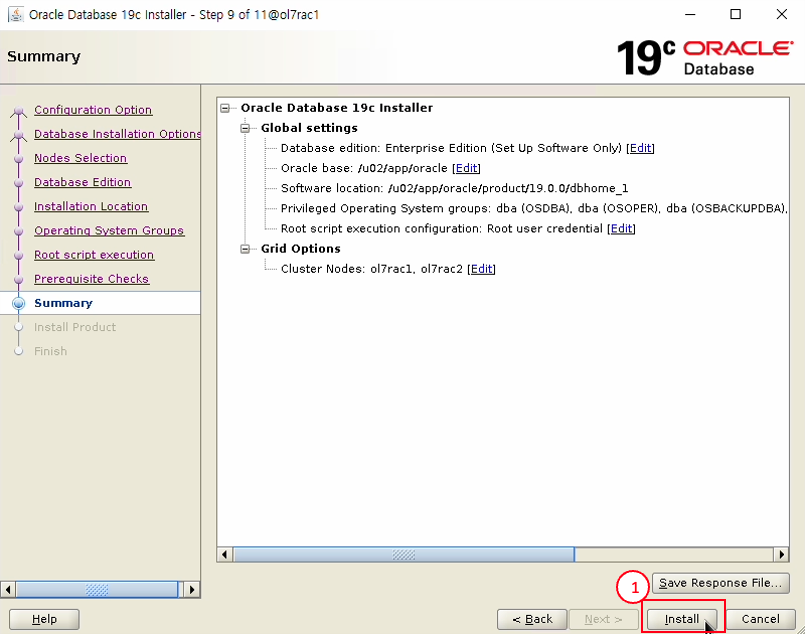 Oracle Database 19c Installer - Step 9 of 11@ol7rac1
Summary
19c ORACLE
Database
Configuration Option
Database Installation Options
Nodes Selection
Database Edition
Installation Location
Operating System Groups
Root script execution
Prerequisite Checks
Summary
Install Product
Finish
Oracle Database 19c Installer
Global settings
Database edition: Enterprise Edition (Set Up Software Only) [Edit]
Oracle base: /u02/app/oracle [Edit]
Software location: /u02/app/oracle/product/19.0.0/dbhome_1
Privileged Operating System groups: dba (OSDBA), dba (OSOPER), dba (OSBACKUPDBA),
Root script execution configuration: Root user credential [Edit]
Grid Options
Cluster Nodes: ol7rac1, ol7rac2 [Edit]
1
Save Response File...
Help
< Back
Next >
Install
Cancel